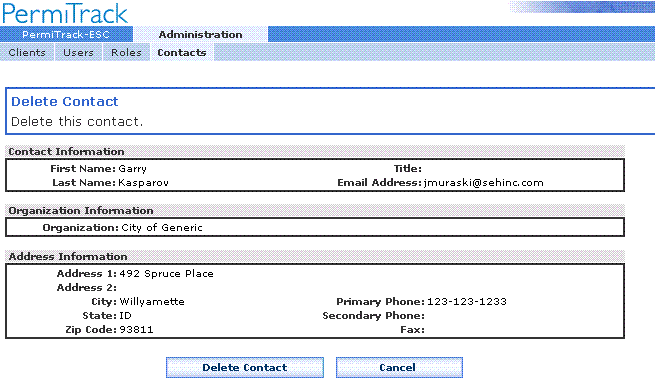 PermiTrack
PermiTrack-ESC Administration
Clients Users Roles Contacts
Delete Contact
Delete this contact.
Contact Information
First Name: Garry Title:
Last Name: Kasparov Email Address: jmuraski@sehinc.com
Organization Information
Organization: City of Generic
Address Information
Address 1: 492 Spruce Place
Address 2:
City: Willyamette Primary Phone: 123-123-1233
State: ID Secondary Phone:
Zip Code: 93811 Fax:
Delete Contact Cancel